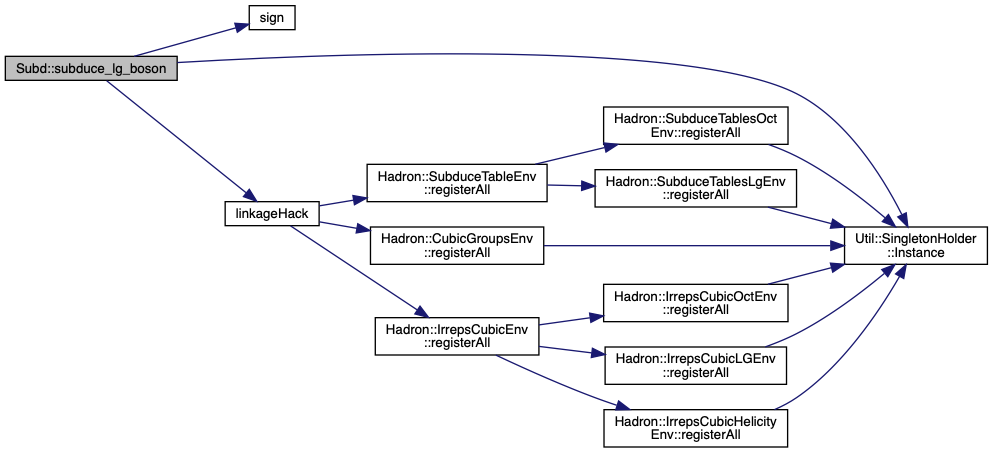 sign
Subd::subduce_lg_boson
Hadron::SubduceTablesOct
Env::registerAll
Hadron::SubduceTableEnv
::registerAll
Hadron::SubduceTablesLgEnv
::registerAll
linkageHack
Hadron::CubicGroupsEnv
::registerAll
Util::SingletonHolder
::Instance
Hadron::IrrepsCubicOctEnv
::registerAll
Hadron::IrrepsCubicEnv
::registerAll
Hadron::IrrepsCubicLGEnv
::registerAll
Hadron::IrrepsCubicHelicity
Env::registerAll